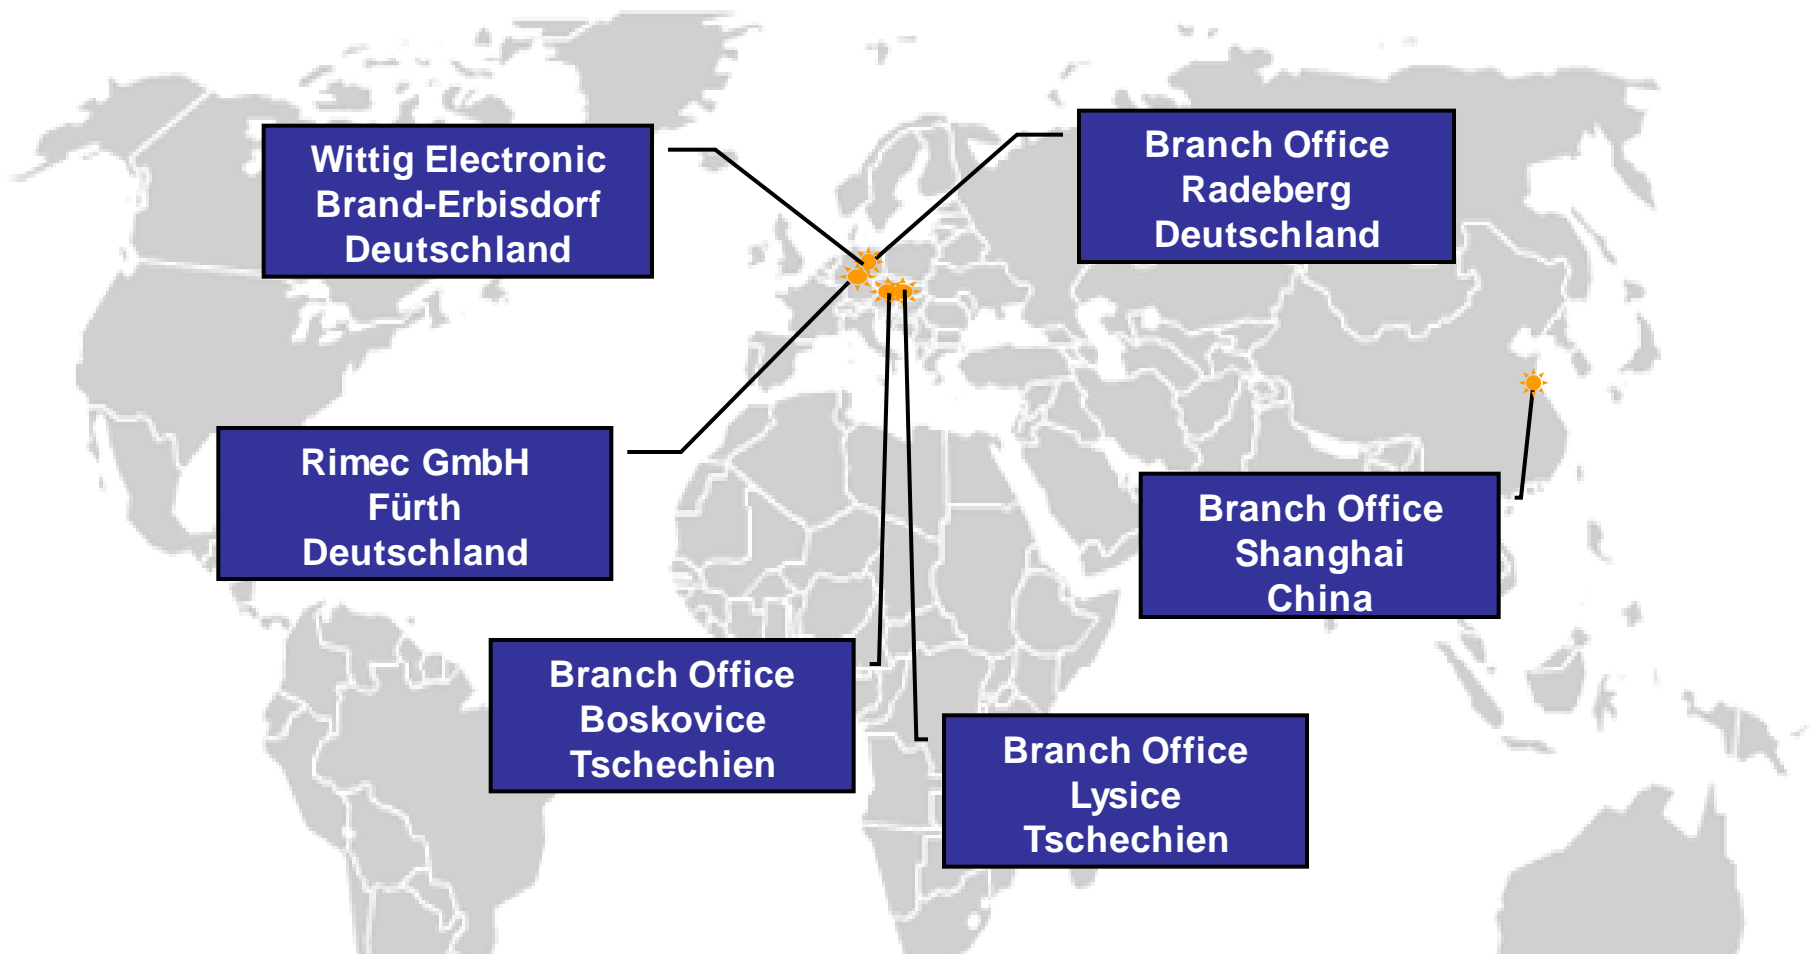 Wittig Electronic
Brand-Erbisdorf
Deutschland
Branch Office
Radeberg
Deutschland
Rimec GmbH
Fürth
Deutschland
Branch Office
Shanghai
China
Branch Office
Boskovice
Tschechien
Branch Office
Lysice
Tschechien